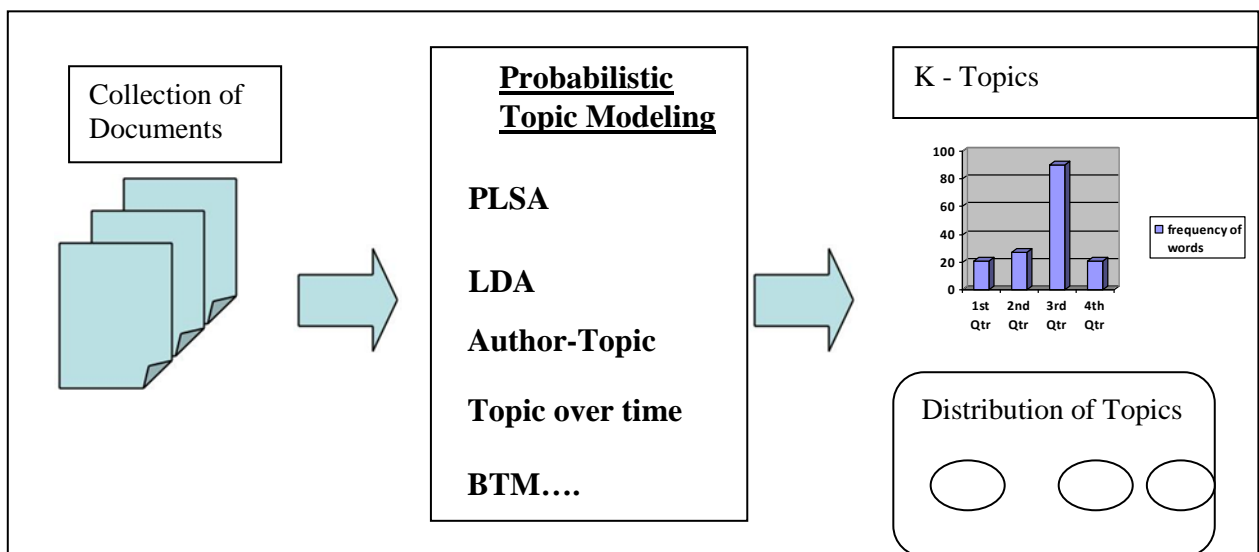 Collection of
Documents
Probabilistic
Topic Modeling
PLSA
LDA
Author-Topic
Topic over time
BTM….
K - Topics
100
80
60
40
20
0
1st
Qtr
2nd
Qtr
3rd
Qtr
4th
Qtr
frequency of
words
Distribution of Topics